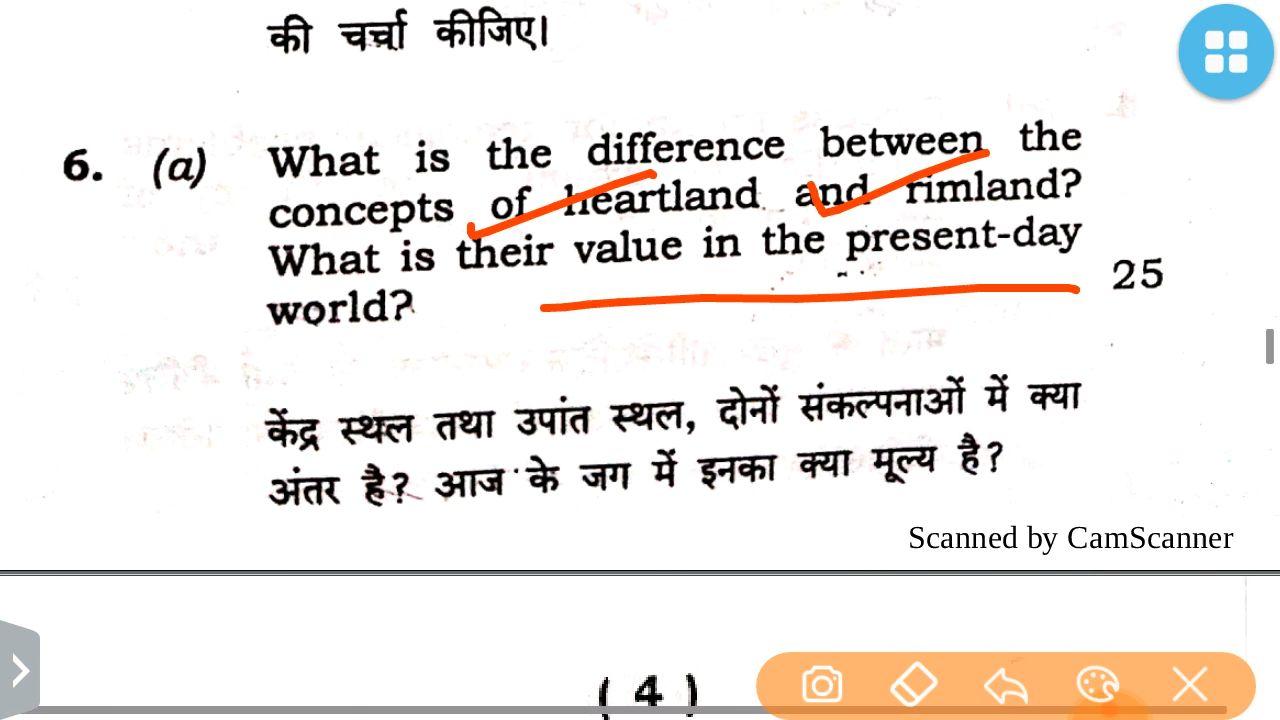 की चर्चा कीजिए।
6. (a) What is the difference between the
concepts of heartland and rimland?
What is their value in the present-day
world? 25
केंद्र स्थल तथा उपांत स्थल, दोनों संकल्पनाओं में क्या
अंतर है? आज के जग में इनका क्या मूल्य है?
Scanned by CamScanner
( 4 )